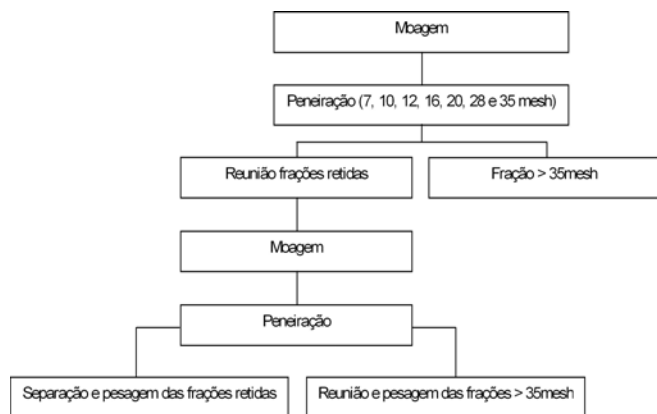 Moagem
Peneiração (7, 10, 12, 16, 20, 28 e 35 mesh)
Reunião frações retidas
Fração > 35mesh
Moagem
Peneiração
Separação e pesagem das frações retidas
Reunião e pesagem das frações > 35mesh